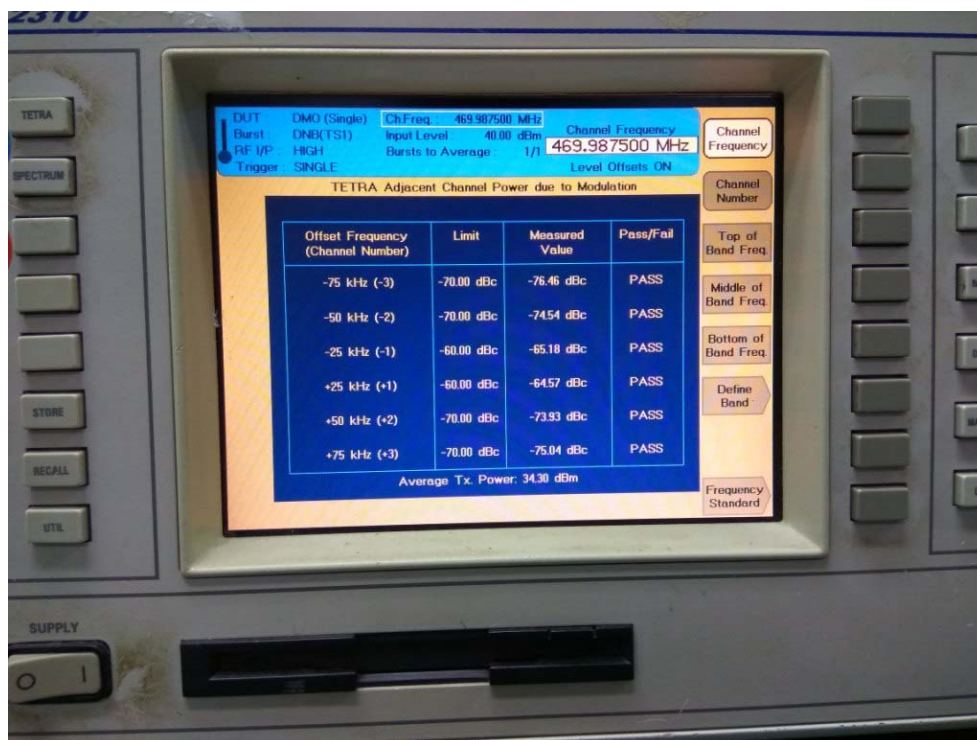 2310
TETRA
SPECTRUM
STORE
RECALL
UTIL
SUPPLY
DUT : DMO (Single) Ch.Freq. : 469.987500 MHz
Burst : DNB(TS1) Input Level : 40.00 dBm Channel Frequency
RF I/P : HIGH Bursts to Average : 1/1 469.987500 MHz
Trigger : SINGLE Level Offsets ON
TETRA Adjacent Channel Power due to Modulation
Offset Frequency (Channel Number) Limit Measured Value Pass/Fail
-75 kHz (-3) -70.00 dBc -76.46 dBc PASS
-50 kHz (-2) -70.00 dBc -74.54 dBc PASS
-25 kHz (-1) -60.00 dBc -65.18 dBc PASS
+25 kHz (+1) -60.00 dBc -64.57 dBc PASS
+50 kHz (+2) -70.00 dBc -73.93 dBc PASS
+75 kHz (+3) -70.00 dBc -75.04 dBc PASS
Average Tx. Power: 34.30 dBm
Channel Frequency
Channel Number
Top of Band Freq.
Middle of Band Freq.
Bottom of Band Freq.
Define Band
Frequency Standard